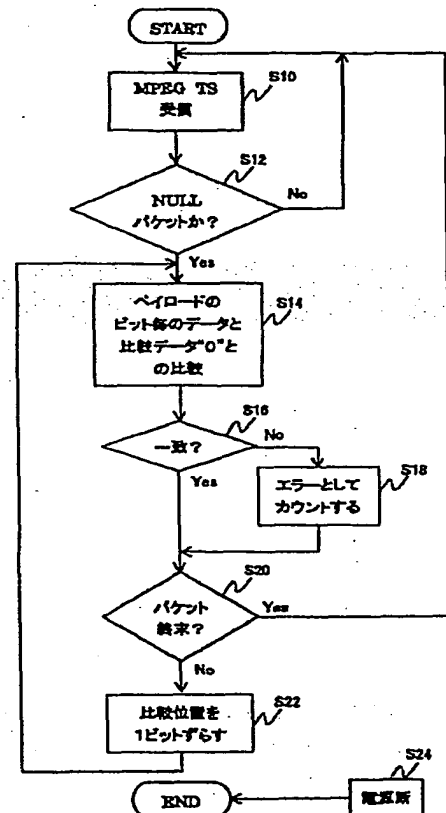 START
S10
MPEG TS
受信
S12
NULL
パケットか?
No
Yes
S14
ペイロードの
ビット毎のデータと
比較データ"0"と
の比較
S16
一致?
No
Yes
S18
エラーとして
カウントする
S20
パケット
終末?
Yes
No
S22
比較位置を
1ビットずらす
S24
電源断
END